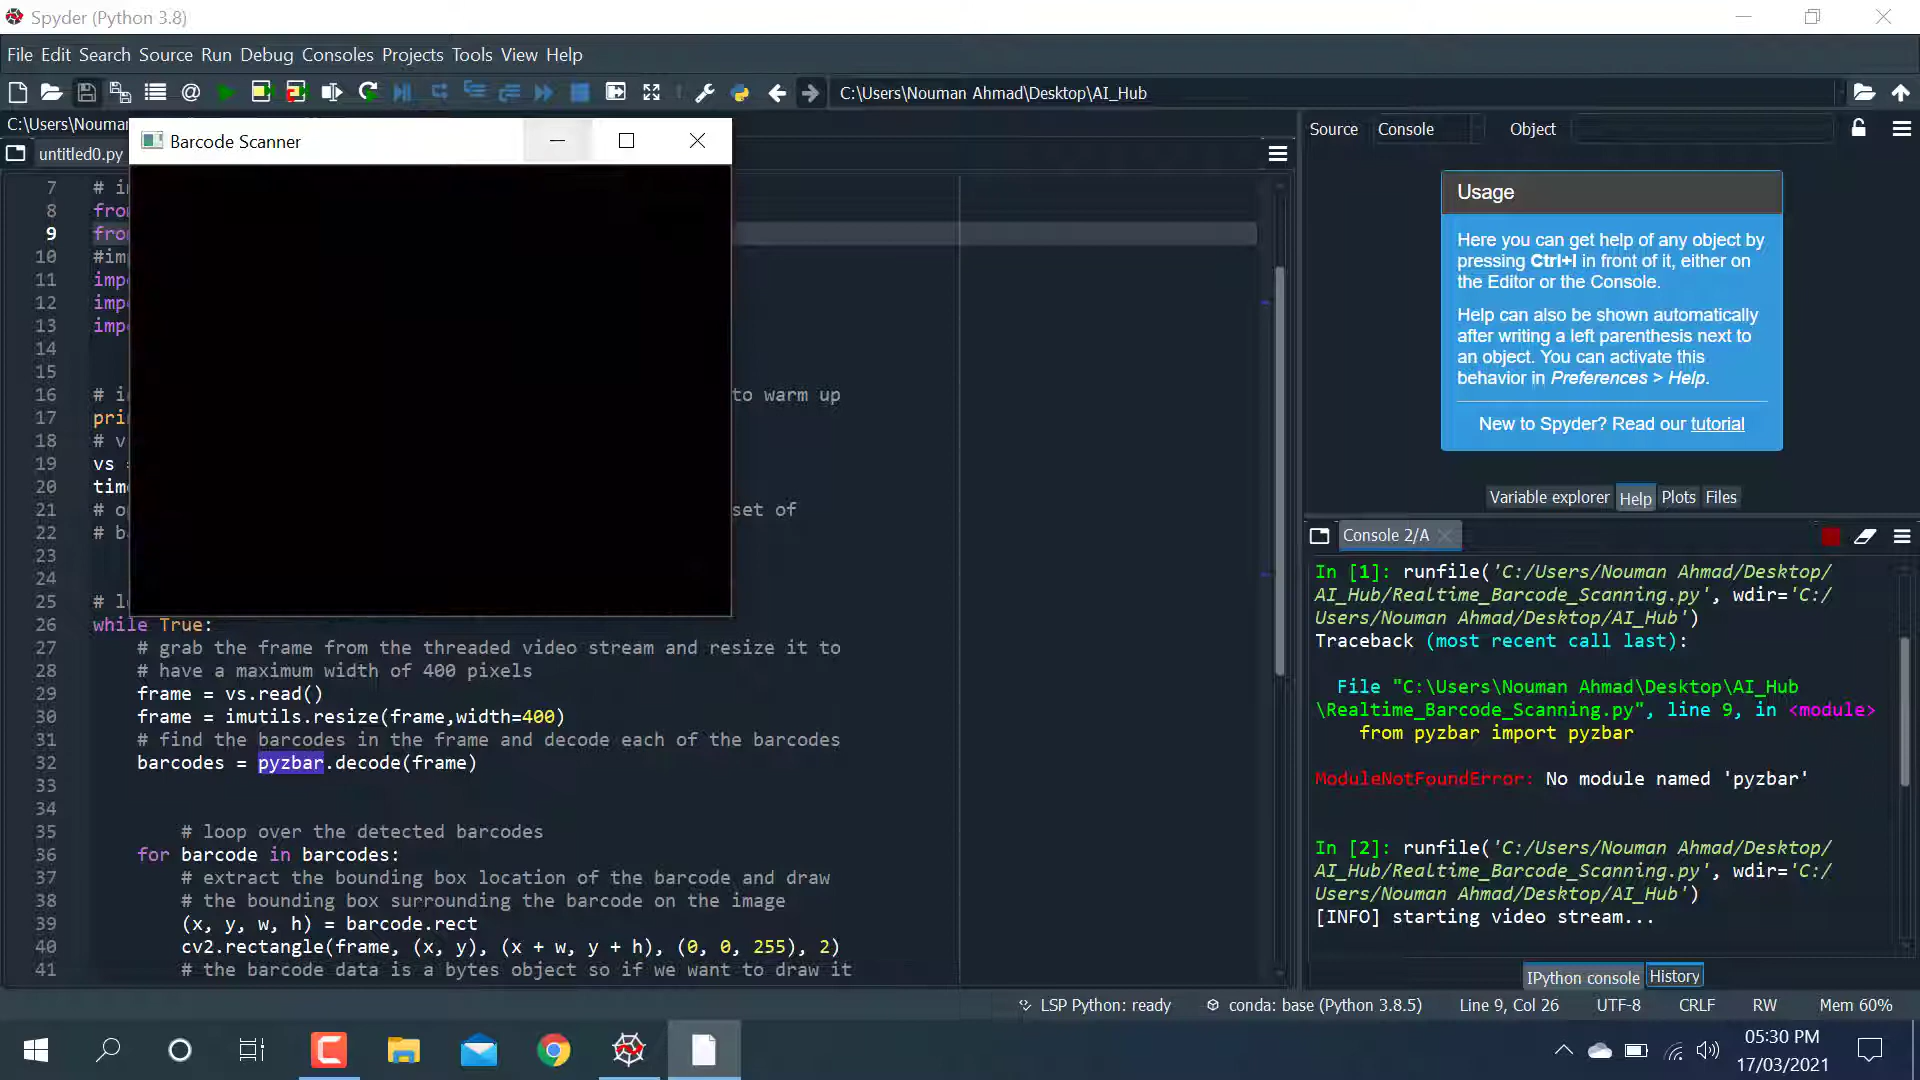 Spyder (Python 3.8)
File Edit Search Source Run Debug Consoles Projects Tools View Help
C:\Users\Nouman Ahmad\Desktop\AI_Hub
C:\Users\Nouman
Barcode Scanner
untitled0.py
7 # i
8 from
9 from
10 #im
11 impo
12 impo
13 impo
14
15
16 # i to warm up
17 pri
18 # v
19 vs =
20 time
21 # o set of
22 # b
23
24
25 # l
26 while True:
27 # grab the frame from the threaded video stream and resize it to
28 # have a maximum width of 400 pixels
29 frame = vs.read()
30 frame = imutils.resize(frame,width=400)
31 # find the barcodes in the frame and decode each of the barcodes
32 barcodes = pyzbar.decode(frame)
33
34
35 # loop over the detected barcodes
36 for barcode in barcodes:
37 # extract the bounding box location of the barcode and draw
38 # the bounding box surrounding the barcode on the image
39 (x, y, w, h) = barcode.rect
40 cv2.rectangle(frame, (x, y), (x + w, y + h), (0, 0, 255), 2)
41 # the barcode data is a bytes object so if we want to draw it
Source Console Object
Usage
Here you can get help of any object by
pressing Ctrl+I in front of it, either on
the Editor or the Console.
Help can also be shown automatically
after writing a left parenthesis next to
an object. You can activate this
behavior in Preferences > Help.
New to Spyder? Read our tutorial
Variable explorer Help Plots Files
Console 2/A
In [1]: runfile('C:/Users/Nouman Ahmad/Desktop/
AI_Hub/Realtime_Barcode_Scanning.py', wdir='C:/
Users/Nouman Ahmad/Desktop/AI_Hub')
Traceback (most recent call last):
File "C:\Users\Nouman Ahmad\Desktop\AI_Hub
\Realtime_Barcode_Scanning.py", line 9, in <module>
from pyzbar import pyzbar
ModuleNotFoundError: No module named 'pyzbar'
In [2]: runfile('C:/Users/Nouman Ahmad/Desktop/
AI_Hub/Realtime_Barcode_Scanning.py', wdir='C:/
Users/Nouman Ahmad/Desktop/AI_Hub')
[INFO] starting video stream...
IPython console History
LSP Python: ready conda: base (Python 3.8.5) Line 9, Col 26 UTF-8 CRLF RW Mem 60%
05:30 PM
17/03/2021